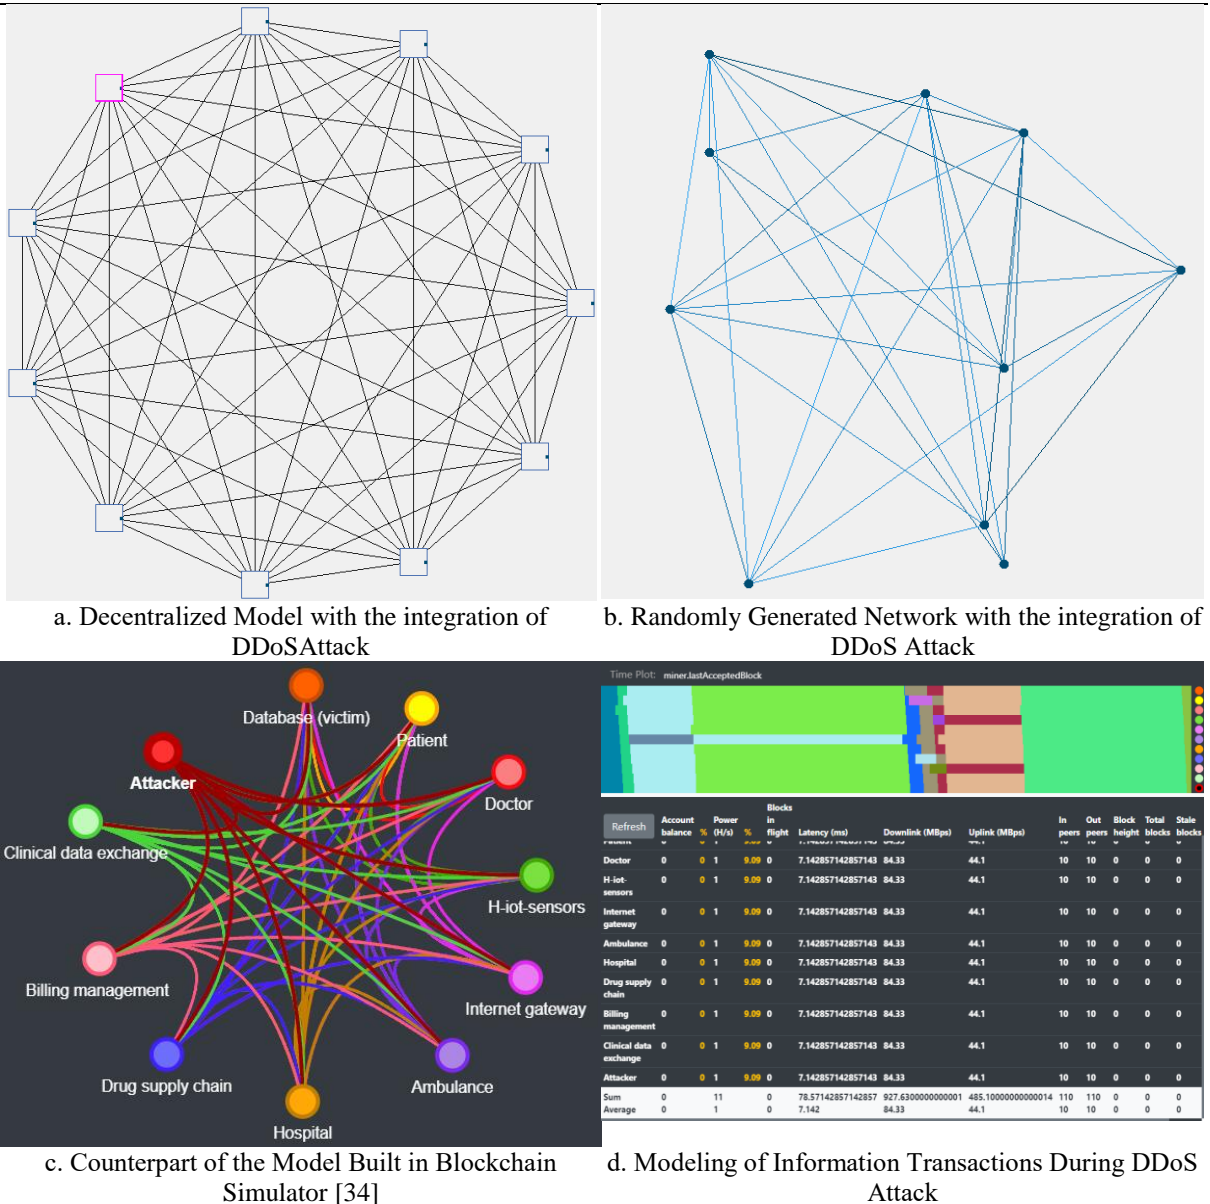 a. Decentralized Model with the integration of
DDoSAttack
b. Randomly Generated Network with the integration of
DDoS Attack
Database (victim)
Patient
Attacker
Doctor
Clinical data exchange
H-iot-sensors
Billing management
Internet gateway
Drug supply chain
Ambulance
Hospital
c. Counterpart of the Model Built in Blockchain
Simulator [34]
Time Plot: miner.lastAcceptedBlock
Refresh Account balance % Power (H/s) % Blocks in flight Latency (ms) Downlink (MBps) Uplink (MBps) In peers Out peers Block height Total blocks Stale blocks
Doctor 0 0 1 9.09 0 7.142857142857143 84.33 44.1 10 10 0 0 0
H-iot-sensors 0 0 1 9.09 0 7.142857142857143 84.33 44.1 10 10 0 0 0
Internet gateway 0 0 1 9.09 0 7.142857142857143 84.33 44.1 10 10 0 0 0
Ambulance 0 0 1 9.09 0 7.142857142857143 84.33 44.1 10 10 0 0 0
Hospital 0 0 1 9.09 0 7.142857142857143 84.33 44.1 10 10 0 0 0
Drug supply chain 0 0 1 9.09 0 7.142857142857143 84.33 44.1 10 10 0 0 0
Billing management 0 0 1 9.09 0 7.142857142857143 84.33 44.1 10 10 0 0 0
Clinical data exchange 0 0 1 9.09 0 7.142857142857143 84.33 44.1 10 10 0 0 0
Attacker 0 0 1 9.09 0 7.142857142857143 84.33 44.1 10 10 0 0 0
Sum 0 11 0 78.57142857142857 927.6300000000001 485.10000000000014 110 110 0 0 0
Average 0 1 0 7.142 84.33 44.1 10 10 0 0 0
d. Modeling of Information Transactions During DDoS
Attack